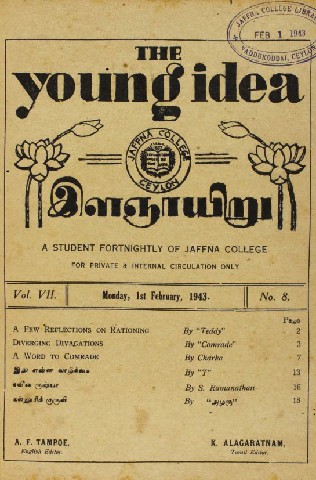 JAFFNA COLLEGE LIBRARY
FEB 1 1943
VADDUKODDAI, CEYLON
THE
young idea
JAFFNA COLLEGE
CEYLON
இளஞாயிறு
A STUDENT FORTNIGHTLY OF JAFFNA COLLEGE
FOR PRIVATE & INTERNAL CIRCULATION ONLY
Vol. VII. Monday, 1st February, 1943. No. 8.
Page
A Few Reflections on Rationing By "Teddy" 2
Diverging Divagations By "Comrade" 3
A Word to Comrade By Charka 7
இது என்ன வாழ்க்கை By "T" 13
By S. Ramanathan 16
By 18
A. F. TAMPOE, K. ALAGARATNAM,
English Editor. Tamil Editor.